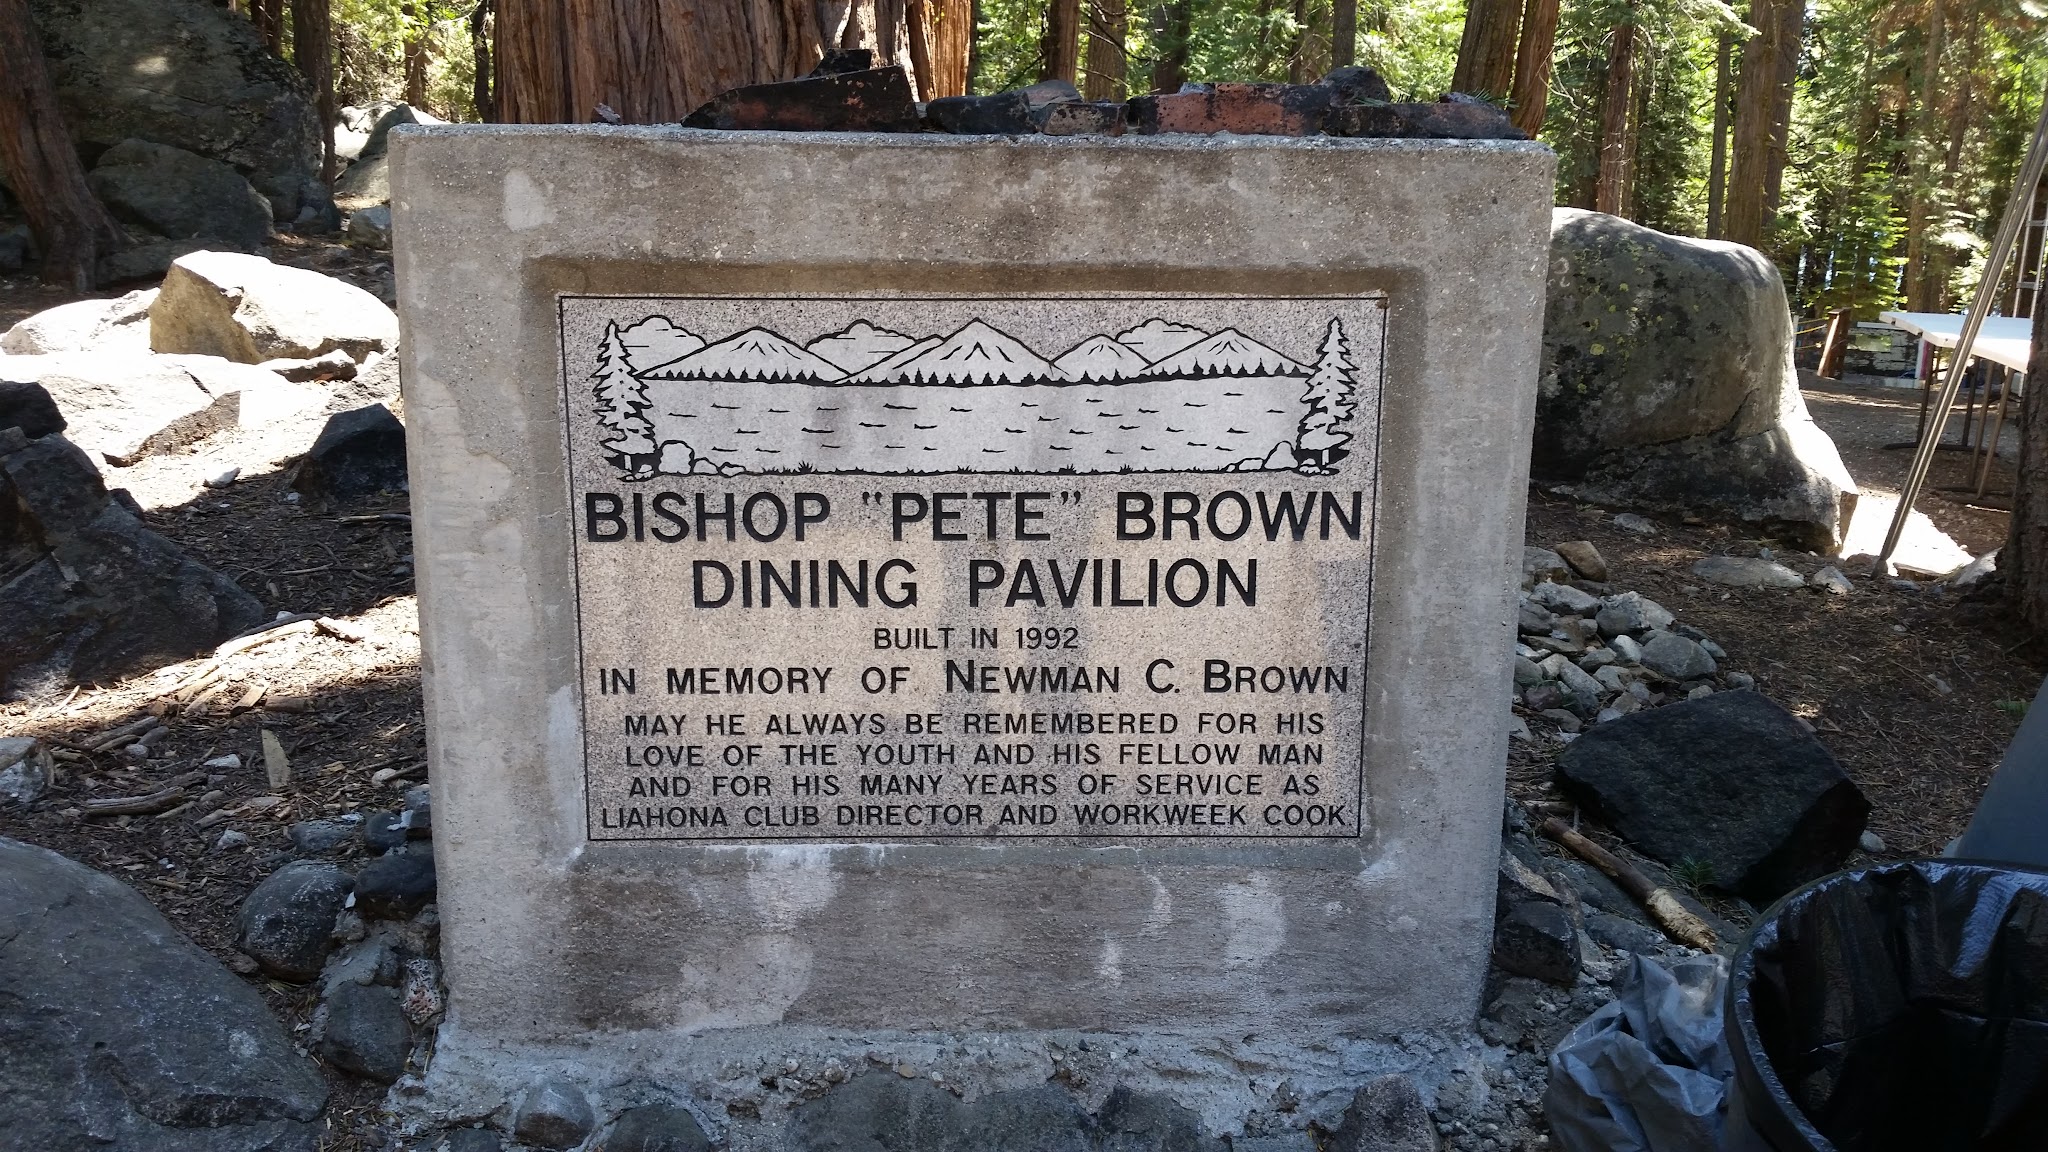 BISHOP "PETE" BROWN
DINING PAVILION
BUILT IN 1992
IN MEMORY OF NEWMAN C. BROWN
MAY HE ALWAYS BE REMEMBERED FOR HIS
LOVE OF THE YOUTH AND HIS FELLOW MAN
AND FOR HIS MANY YEARS OF SERVICE AS
LIAHONA CLUB DIRECTOR AND WORKWEEK COOK